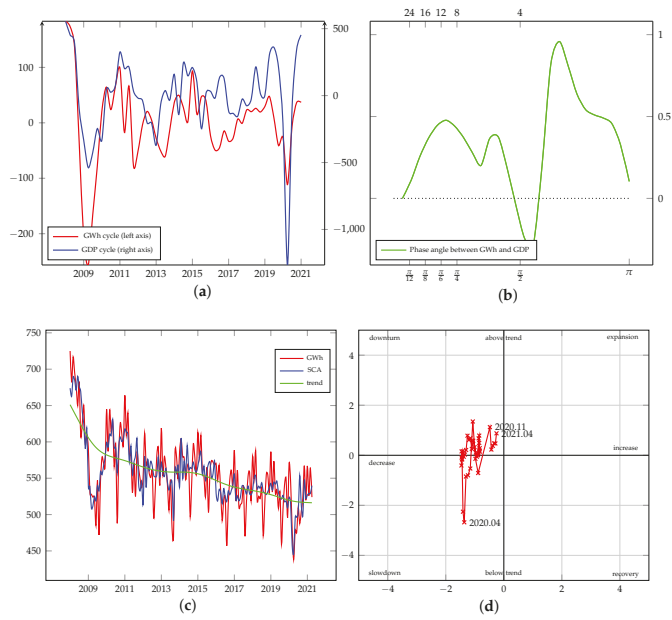 100
0
−100
−200
500
0
−500
−1,000
GWh cycle (left axis)
GDP cycle (right axis)
2009 2011 2013 2015 2017 2019 2021
(a)
24 16 12 8 4
1
0.5
0
Phase angle between GWh and GDP
π/12 π/8 π/6 π/4 π/2 π
(b)
750
700
650
600
550
500
450
GWh
SCA
trend
2009 2011 2013 2015 2017 2019 2021
(c)
downturn above trend expansion
4
2
0
−2
−4
2020.11
2021.04
increase
decrease
2020.04
slowdown below trend recovery
−4 −2 0 2 4
(d)